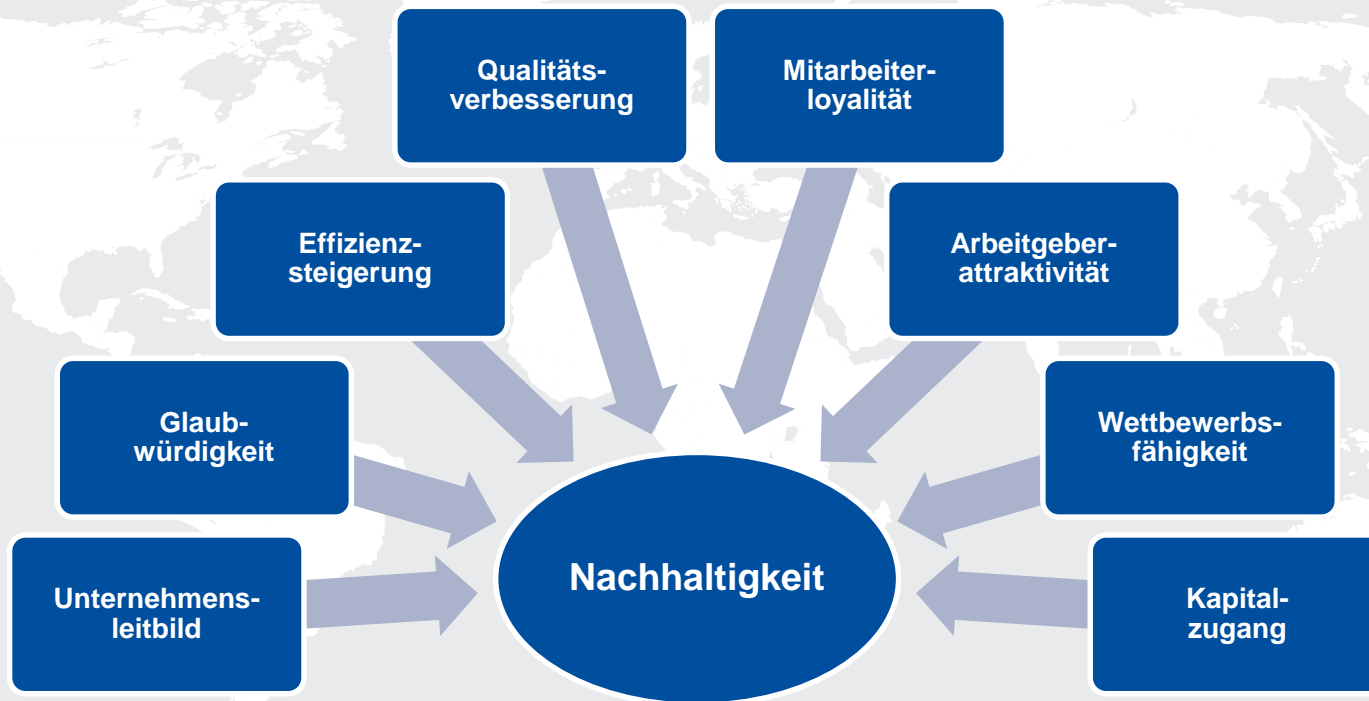 Qualitäts-
verbesserung
Mitarbeiter-
loyalität
Effizienz-
steigerung
Arbeitgeber-
attraktivität
Glaub-
würdigkeit
Wettbewerbs-
fähigkeit
Unternehmens-
leitbild
Nachhaltigkeit
Kapital-
zugang